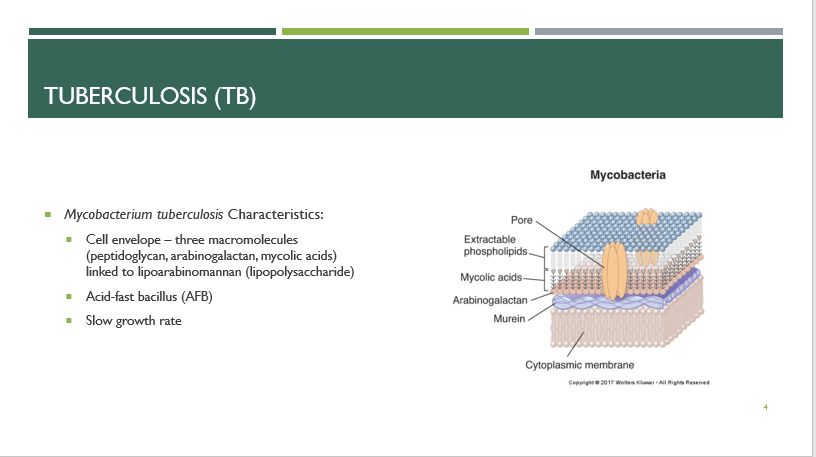 TUBERCULOSIS (TB)
Mycobacterium tuberculosis Characteristics:
Cell envelope – three macromolecules
(peptidoglycan, arabinogalactan, mycolic acids)
linked to lipoarabinomannan (lipopolysaccharide)
Acid-fast bacillus (AFB)
Slow growth rate
Mycobacteria
Pore
Extractable
phospholipids
Mycolic acids
Arabinogalactan
Murein
Cytoplasmic membrane
Copyright © 2017 Wolters Kluwer - All Rights Reserved
4